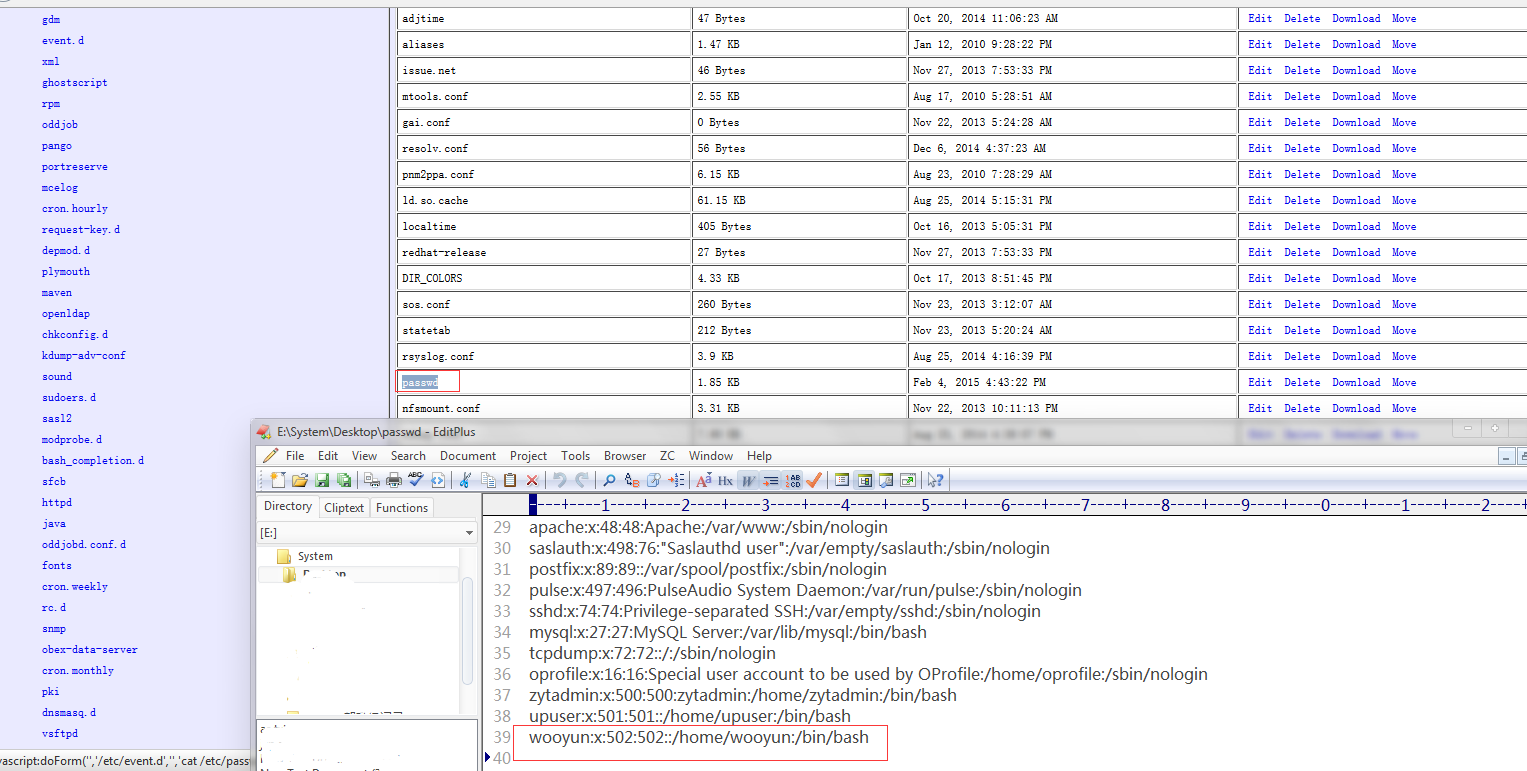 gdm
event.d
xml
ghostscript
rpm
oddjob
pango
portreserve
mcelog
cron.hourly
request-key.d
depmod.d
plymouth
maven
openldap
chkconfig.d
kdump-adv-conf
sound
sudoers.d
sasl2
modprobe.d
bash_completion.d
sfcb
httpd
java
oddjobd.conf.d
fonts
cron.weekly
rc.d
snmp
obex-data-server
cron.monthly
pki
dnsmasq.d
vsftpd
vascript:doForm('','/etc/event.d','','cat /etc/passw
adjtime 47 Bytes Oct 20, 2014 11:06:23 AM Edit Delete Download Move
aliases 1.47 KB Jan 12, 2010 9:28:22 PM Edit Delete Download Move
issue.net 46 Bytes Nov 27, 2013 7:53:33 PM Edit Delete Download Move
mtools.conf 2.55 KB Aug 17, 2010 5:28:51 AM Edit Delete Download Move
gai.conf 0 Bytes Nov 22, 2013 5:24:28 AM Edit Delete Download Move
resolv.conf 56 Bytes Dec 6, 2014 4:37:23 AM Edit Delete Download Move
pnm2ppa.conf 6.15 KB Aug 23, 2010 7:28:29 AM Edit Delete Download Move
ld.so.cache 61.15 KB Aug 25, 2014 5:15:31 PM Edit Delete Download Move
localtime 405 Bytes Oct 16, 2013 5:05:31 PM Edit Delete Download Move
redhat-release 27 Bytes Nov 27, 2013 7:53:33 PM Edit Delete Download Move
DIR_COLORS 4.33 KB Oct 17, 2013 8:51:45 PM Edit Delete Download Move
sos.conf 260 Bytes Nov 23, 2013 3:12:07 AM Edit Delete Download Move
statetab 212 Bytes Nov 23, 2013 5:20:24 AM Edit Delete Download Move
rsyslog.conf 3.9 KB Aug 25, 2014 4:16:39 PM Edit Delete Download Move
passwd 1.85 KB Feb 4, 2015 4:43:22 PM Edit Delete Download Move
nfsmount.conf 3.31 KB Nov 22, 2013 10:11:13 PM Edit Delete Download Move
E:\System\Desktop\passwd - EditPlus
File Edit View Search Document Project Tools Browser ZC Window Help
Directory Cliptext Functions
[E:]
System
----+----1----+----2----+----3----+----4----+----5----+----6----+----7----+----8----+----9----+----0----+----1----+----2--
29 apache:x:48:48:Apache:/var/www:/sbin/nologin
30 saslauth:x:498:76:"Saslauthd user":/var/empty/saslauth:/sbin/nologin
31 postfix:x:89:89::/var/spool/postfix:/sbin/nologin
32 pulse:x:497:496:PulseAudio System Daemon:/var/run/pulse:/sbin/nologin
33 sshd:x:74:74:Privilege-separated SSH:/var/empty/sshd:/sbin/nologin
34 mysql:x:27:27:MySQL Server:/var/lib/mysql:/bin/bash
35 tcpdump:x:72:72::/:/sbin/nologin
36 oprofile:x:16:16:Special user account to be used by OProfile:/home/oprofile:/sbin/nologin
37 zytadmin:x:500:500:zytadmin:/home/zytadmin:/bin/bash
38 upuser:x:501:501::/home/upuser:/bin/bash
39 wooyun:x:502:502::/home/wooyun:/bin/bash
40